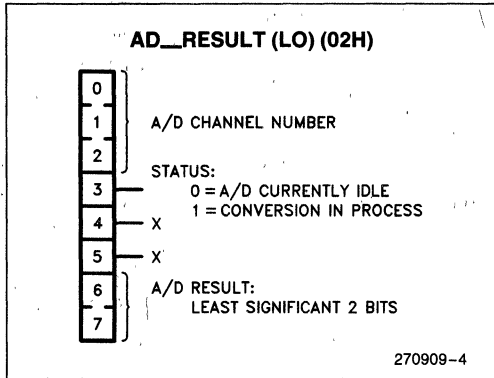 AD_RESULT (LO) (02H)
0
1
2
A/D CHANNEL NUMBER
STATUS:
3
0 = A/D CURRENTLY IDLE
1 = CONVERSION IN PROCESS
4 X
5 X
6
7
A/D RESULT:
LEAST SIGNIFICANT 2 BITS
270909-4